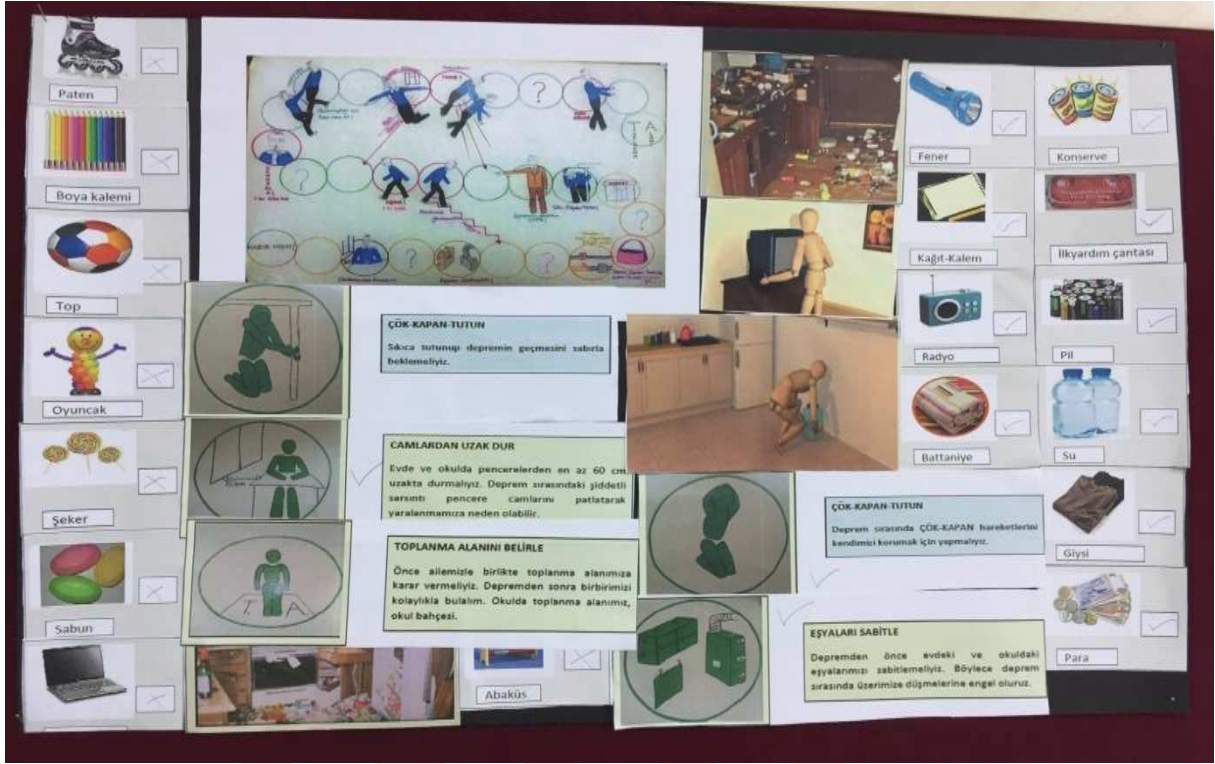 Paten
Boya kalemi
Top
Oyuncak
Şeker
Sabun
?
T A
?
?
?
?
ÇÖK-KAPAN-TUTUN
Sıkıca tutunup depremin geçmesini sabırla
beklemeliyiz.
CAMLARDAN UZAK DUR
Evde ve okulda pencerelerden en az 60 cm
uzakta durmalıyız. Deprem sırasındaki şiddetli
sarsıntı pencere camlarını patlatarak
yaralanmamıza neden olabilir.
TOPLANMA ALANINI BELİRLE
Önce ailemizle birlikte toplanma alanımıza
karar vermeliyiz. Depremden sonra birbirimizi
kolaylıkla bulalım. Okulda toplanma alanımız,
okul bahçesi.
T A
Abaküs
ÇÖK-KAPAN-TUTUN
Deprem sırasında ÇÖK-KAPAN hareketlerini
kendimizi korumak için yapmalıyız.
EŞYALARI SABİTLE
Depremden önce evdeki ve okuldaki
eşyalarımızı sabitlemeliyiz. Böylece deprem
sırasında üzerimize düşmelerine engel oluruz.
Fener
Konserve
Kağıt-Kalem
İlkyardım çantası
Radyo
Pil
Battaniye
Su
Giysi
Para